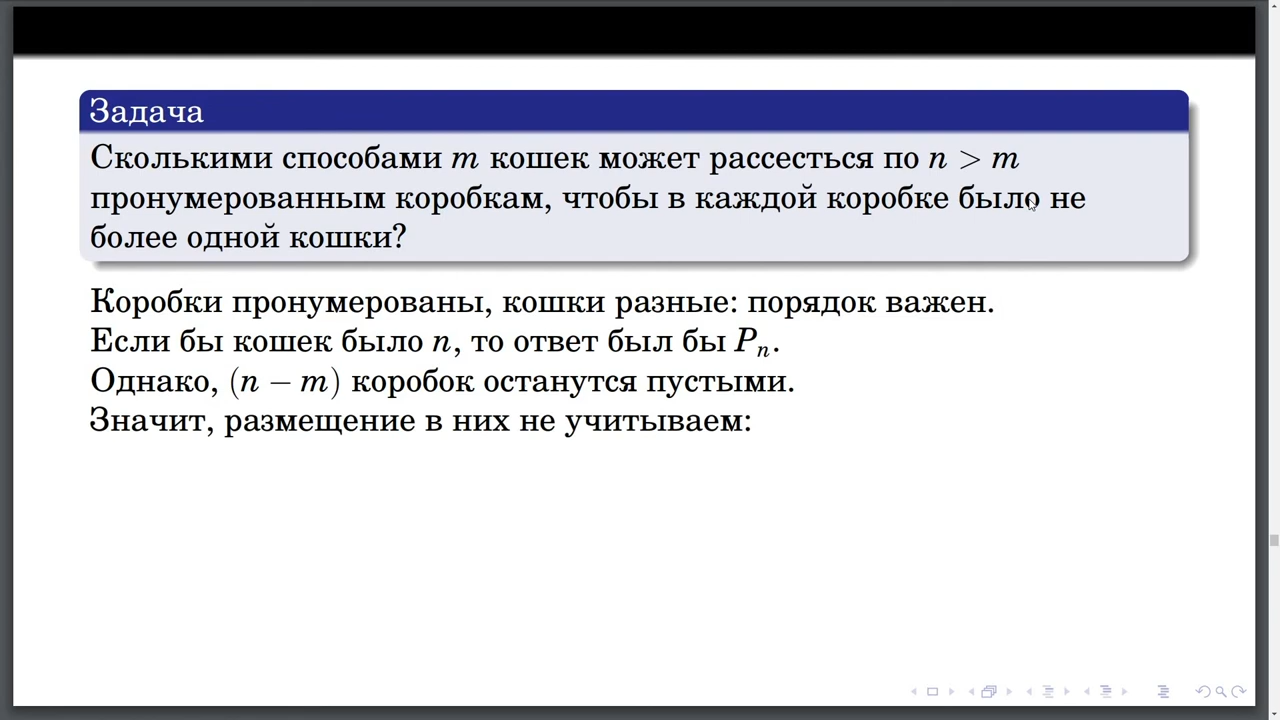 Задача
Сколькими способами m кошек может рассесться по n > m
пронумерованным коробкам, чтобы в каждой коробке было не
более одной кошки?
Коробки пронумерованы, кошки разные: порядок важен.
Если бы кошек было n, то ответ был бы Pₙ.
Однако, (n − m) коробок останутся пустыми.
Значит, размещение в них не учитываем: